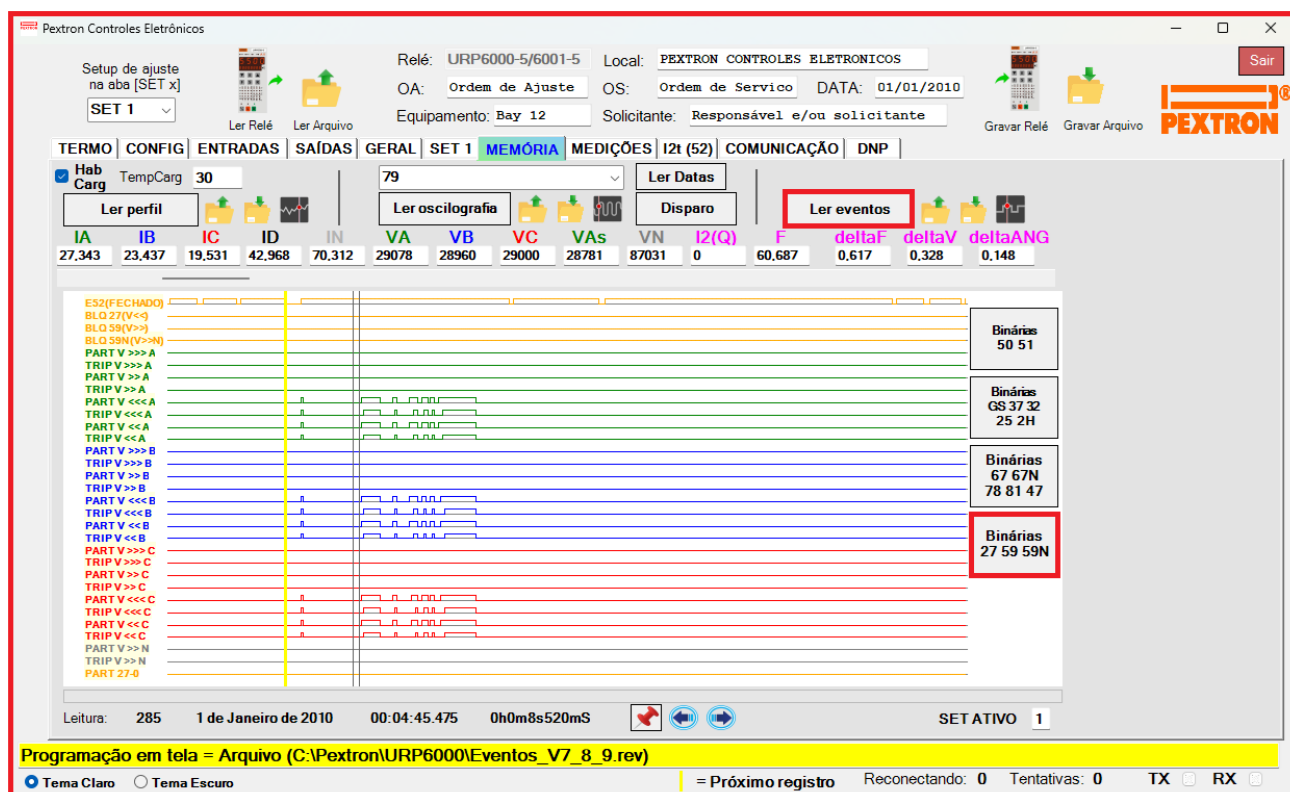 Pextron Controles Eletrônicos
Setup de ajuste na aba [SET x]
SET 1
Ler Relé
Ler Arquivo
Relé: URP6000-5/6001-5 Local: PEXTRON CONTROLES ELETRONICOS
OA: Ordem de Ajuste OS: Ordem de Servico DATA: 01/01/2010
Equipamento: Bay 12 Solicitante: Responsável e/ou solicitante
Gravar Relé
Gravar Arquivo
Sair
PEXTRON
®
TERMO CONFIG ENTRADAS SAÍDAS GERAL SET 1 MEMÓRIA MEDIÇÕES I2t (52) COMUNICAÇÃO DNP
Hab Carg TempCarg 30 79 Ler Datas
Ler perfil Ler oscilografia Disparo Ler eventos
IA IB IC ID IN VA VB VC VAs VN I2(Q) F deltaF deltaV deltaANG
27,343 23,437 19,531 42,968 70,312 29078 28960 29000 28781 87031 0 60,687 0,617 0,328 0,148
E52(FECHADO)
BLQ 27(V<<)
BLQ 59(V>>)
BLQ 59N(V>>N)
PART V >>> A
TRIP V >>> A
PART V >> A
TRIP V >> A
PART V <<< A
TRIP V <<< A
PART V << A
TRIP V << A
PART V >>> B
TRIP V >>> B
PART V >> B
TRIP V >> B
PART V <<< B
TRIP V <<< B
PART V << B
TRIP V << B
PART V >>> C
TRIP V >>> C
PART V >> C
TRIP V >> C
PART V <<< C
TRIP V <<< C
PART V << C
TRIP V << C
PART V >> N
TRIP V >> N
PART 27-0
Binárias
50 51
Binárias
GS 37 32
25 2H
Binárias
67 67N
78 81 47
Binárias
27 59 59N
Leitura: 285 1 de Janeiro de 2010 00:04:45.475 0h0m8s520mS SET ATIVO 1
Programação em tela = Arquivo (C:\Pextron\URP6000\Eventos_V7_8_9.rev)
Tema Claro Tema Escuro = Próximo registro Reconectando: 0 Tentativas: 0 TX RX